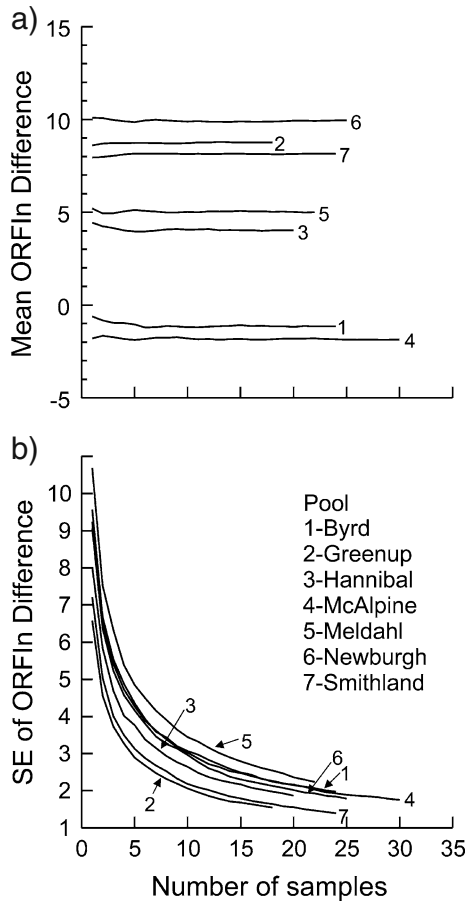 a)
15
10
5
0
-5
Mean ORFIn Difference
6
2
7
5
3
1
4
b)
10
9
8
7
6
5
4
3
2
1
SE of ORFIn Difference
Pool
1-Byrd
2-Greenup
3-Hannibal
4-McAlpine
5-Meldahl
6-Newburgh
7-Smithland
3
5
6
1
4
2
7
0 5 10 15 20 25 30 35
Number of samples